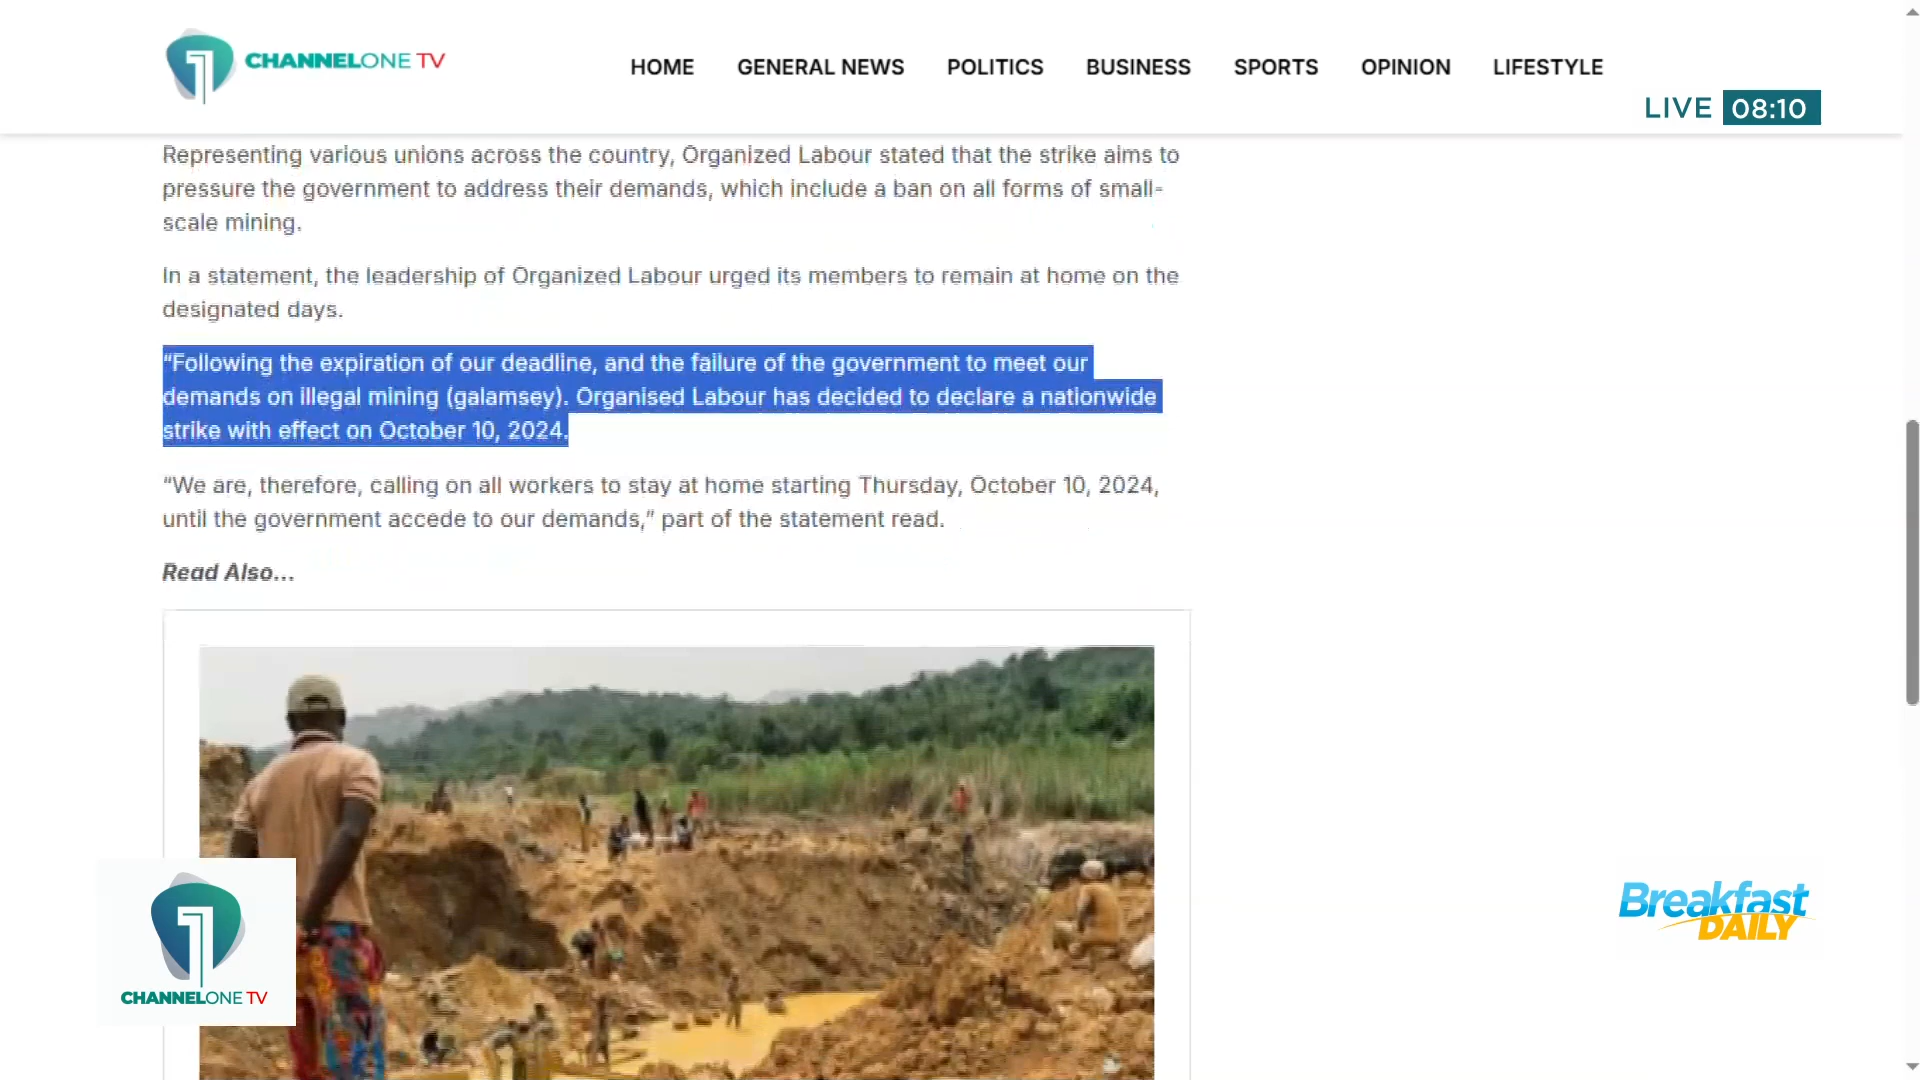 CHANNELONE TV
HOME GENERAL NEWS POLITICS BUSINESS SPORTS OPINION LIFESTYLE
LIVE 08:10
Representing various unions across the country, Organized Labour stated that the strike aims to
pressure the government to address their demands, which include a ban on all forms of small-
scale mining.
In a statement, the leadership of Organized Labour urged its members to remain at home on the
designated days.
“Following the expiration of our deadline, and the failure of the government to meet our
demands on illegal mining (galamsey). Organised Labour has decided to declare a nationwide
strike with effect on October 10, 2024.
“We are, therefore, calling on all workers to stay at home starting Thursday, October 10, 2024,
until the government accede to our demands,” part of the statement read.
Read Also...
Breakfast
DAILY
CHANNELONE TV